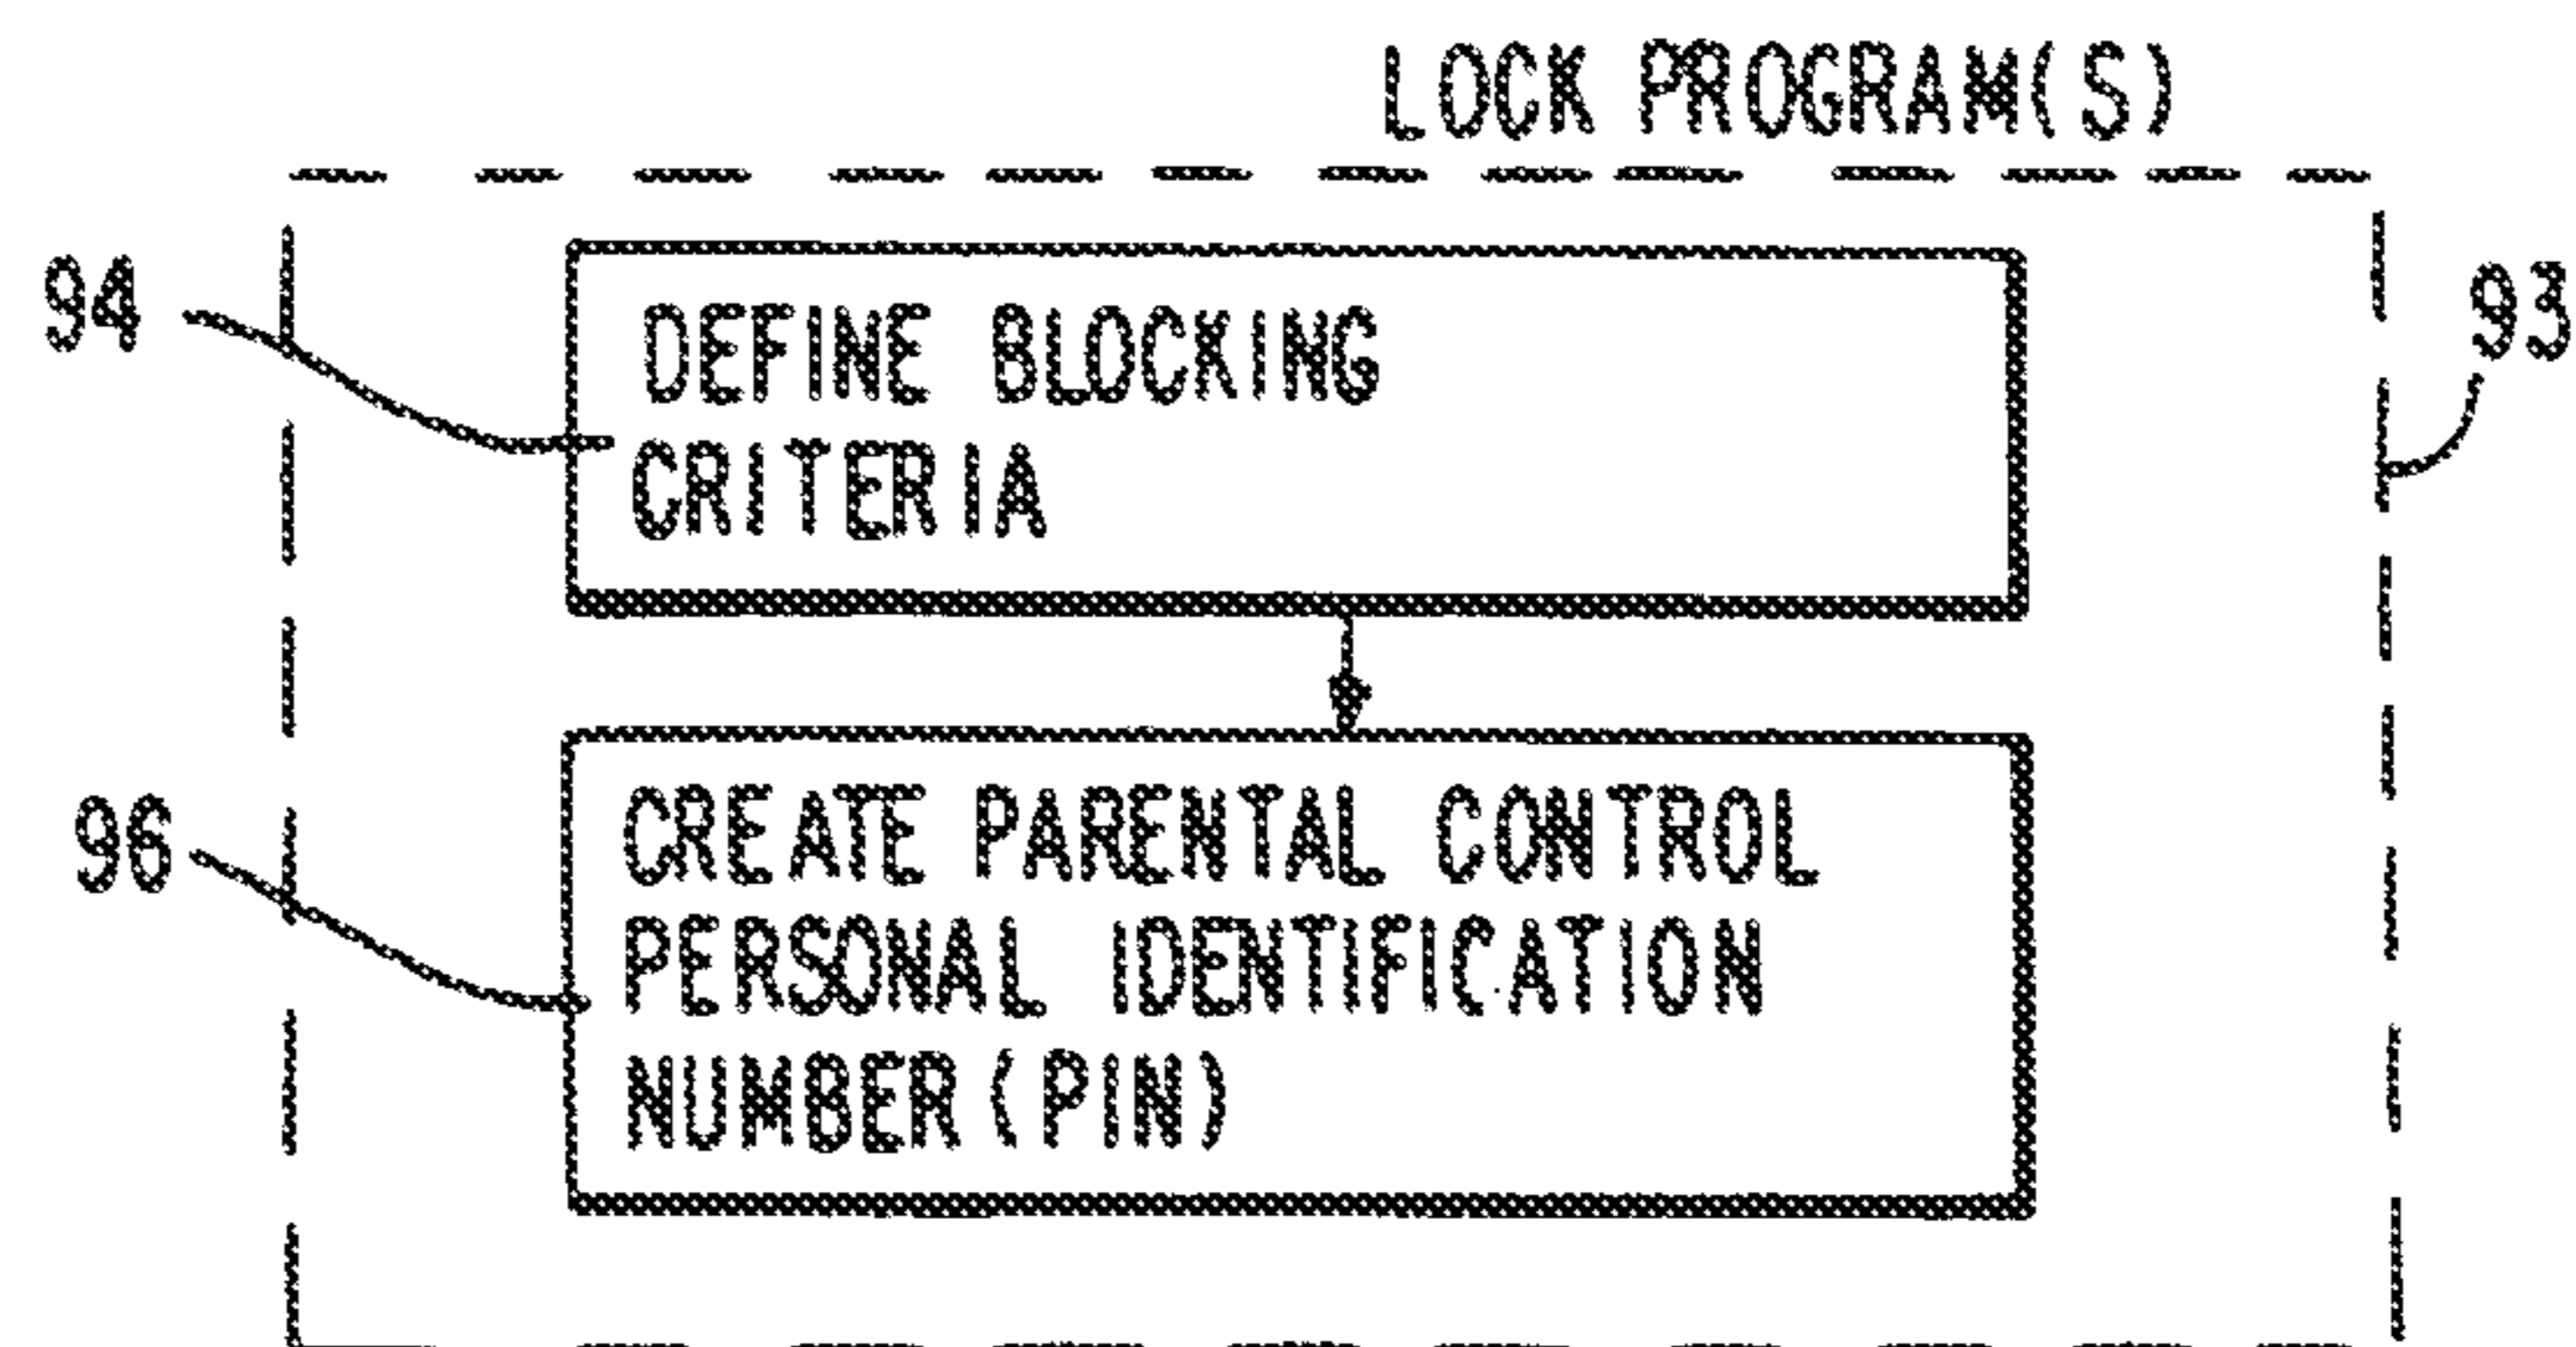 LOCK PROGRAM(S)
94
93
DEFINE BLOCKING
CRITERIA
96
CREATE PARENTAL CONTROL
PERSONAL IDENTIFICATION
NUMBER (PIN)